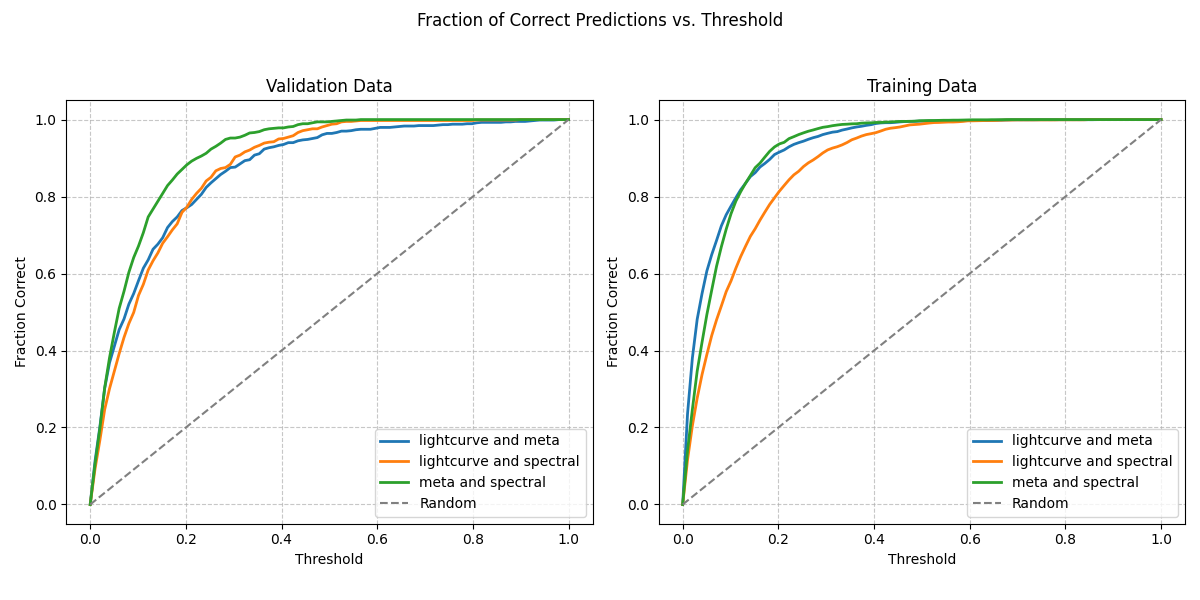 Fraction of Correct Predictions vs. Threshold
Validation Data
Fraction Correct
1.0
0.8
0.6
0.4
0.2
0.0
0.0 0.2 0.4 0.6 0.8 1.0
Threshold
lightcurve and meta
lightcurve and spectral
meta and spectral
Random
Training Data
Fraction Correct
1.0
0.8
0.6
0.4
0.2
0.0
0.0 0.2 0.4 0.6 0.8 1.0
Threshold
lightcurve and meta
lightcurve and spectral
meta and spectral
Random